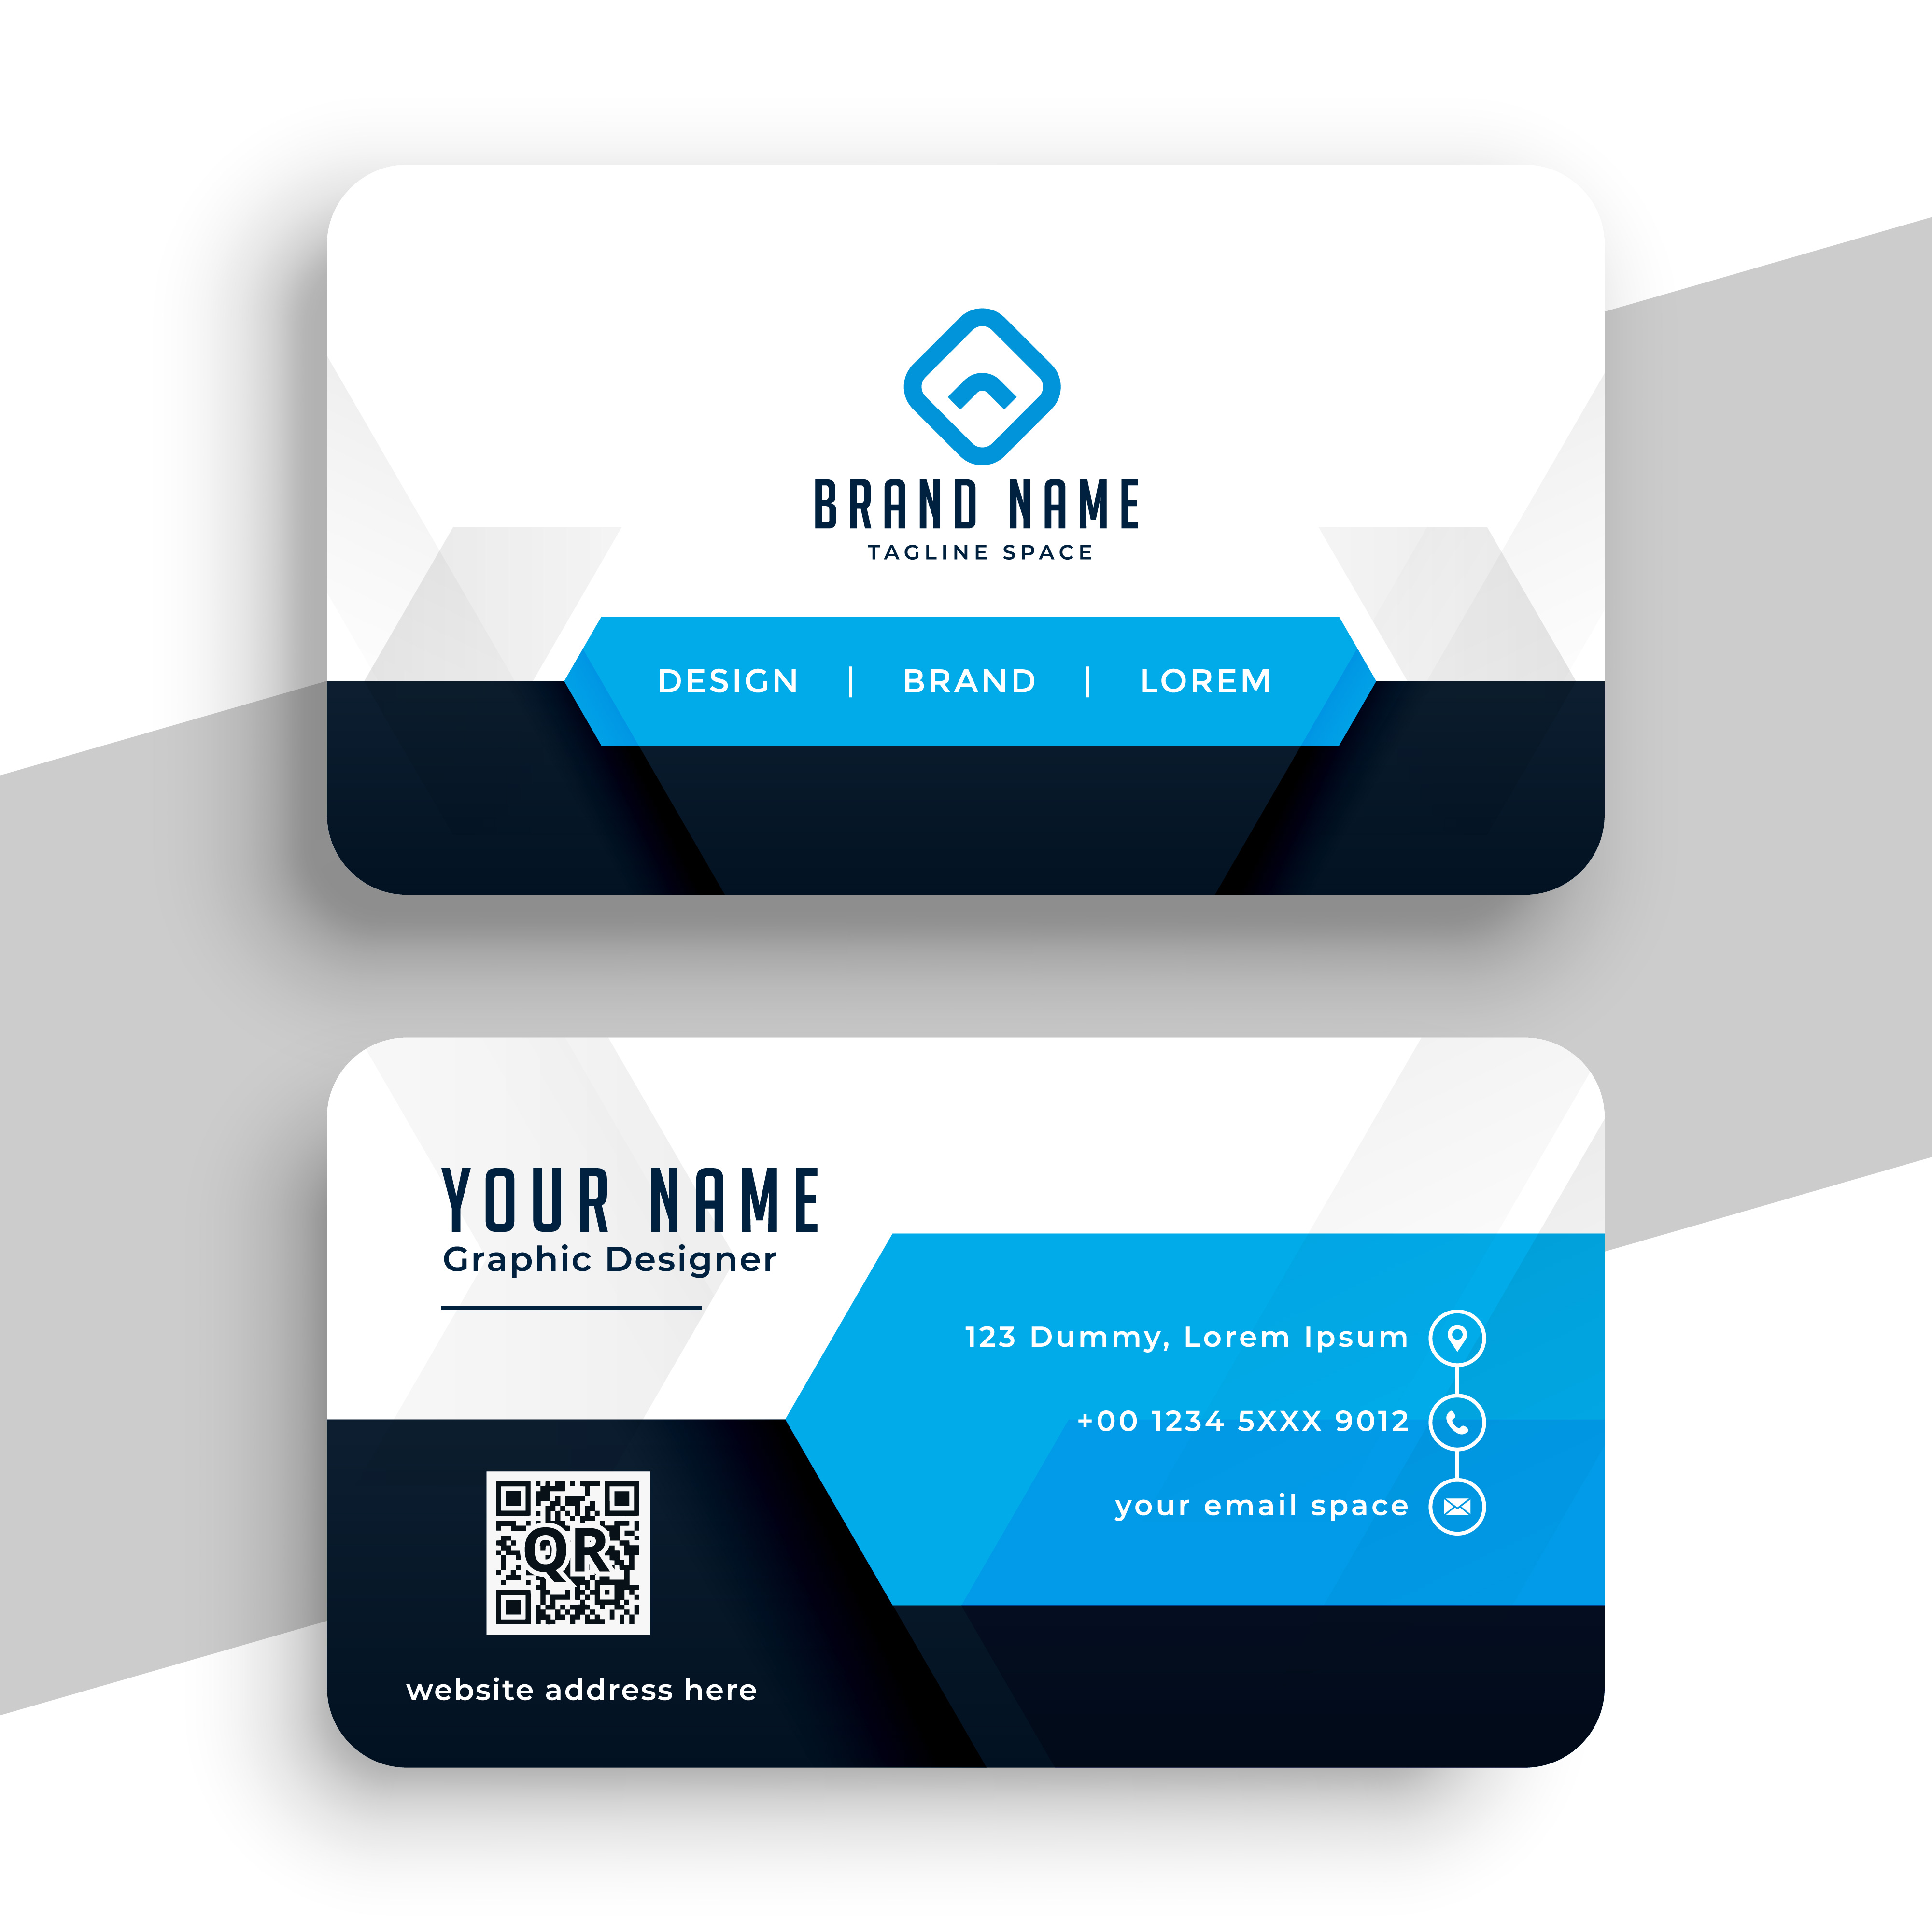 BRAND NAME
TAGLINE SPACE
DESIGN | BRAND | LOREM
YOUR NAME
Graphic Designer
123 Dummy, Lorem Ipsum
+00 1234 5XXX 9012
your email space
QR
website address here